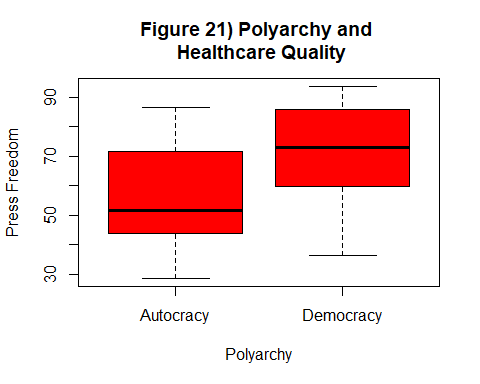 Figure 21) Polyarchy and
Healthcare Quality
Press Freedom
90
70
50
30
Autocracy Democracy
Polyarchy